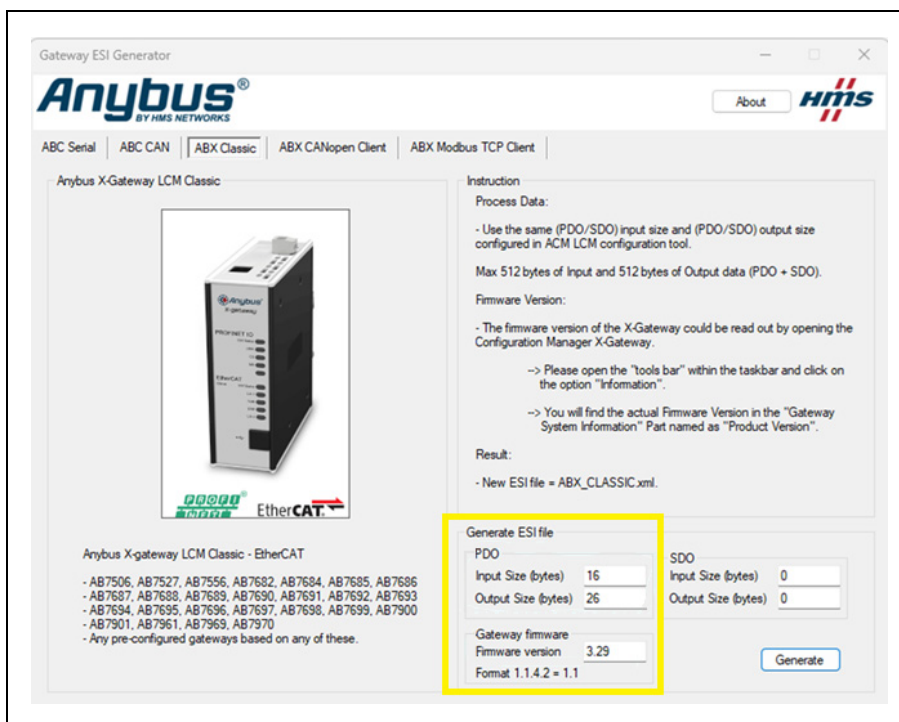 Gateway ESI Generator
Anybus®
BY HMS NETWORKS
About
HMS
ABC Serial
ABC CAN
ABX Classic
ABX CANopen Client
ABX Modbus TCP Client
Anybus X-Gateway LCM Classic
Anybus
X-gateway
PROFINET IO
EtherCAT
PROFI
NET
EtherCAT
Anybus X-gateway LCM Classic - EtherCAT
- AB7506, AB7527, AB7556, AB7682, AB7684, AB7685, AB7686
- AB7687, AB7688, AB7689, AB7690, AB7691, AB7692, AB7693
- AB7694, AB7695, AB7696, AB7697, AB7698, AB7699, AB7900
- AB7901, AB7961, AB7969, AB7970
- Any pre-configured gateways based on any of these.
Instruction
Process Data:
- Use the same (PDO/SDO) input size and (PDO/SDO) output size
configured in ACM LCM configuration tool.
Max 512 bytes of Input and 512 bytes of Output data (PDO + SDO).
Firmware Version:
- The firmware version of the X-Gateway could be read out by opening the
Configuration Manager X-Gateway.
--> Please open the "tools bar" within the taskbar and click on
the option "Information".
--> You will find the actual Firmware Version in the "Gateway
System Information" Part named as "Product Version".
Result:
- New ESI file = ABX_CLASSIC.xml.
Generate ESI file
PDO
Input Size (bytes) 16
Output Size (bytes) 26
SDO
Input Size (bytes) 0
Output Size (bytes) 0
Gateway firmware
Firmware version 3.29
Format 1.1.4.2 = 1.1
Generate